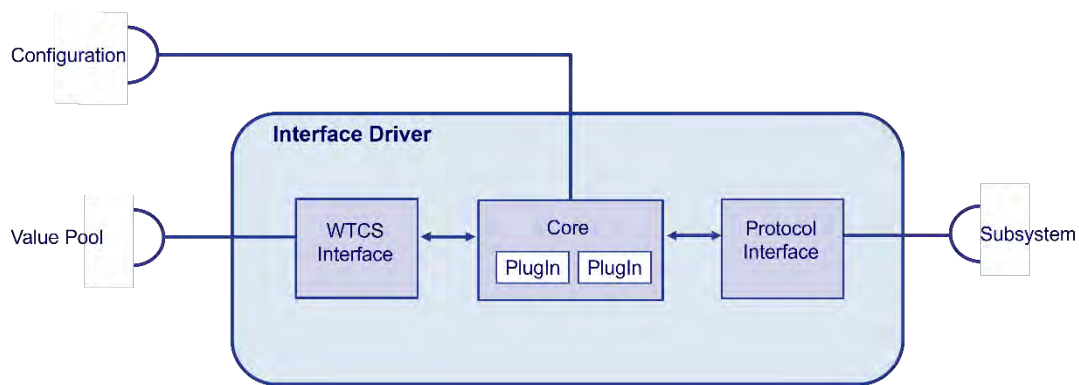 Configuration
Interface Driver
Value Pool
WTCS
Interface
Core
PlugIn
PlugIn
Protocol
Interface
Subsystem